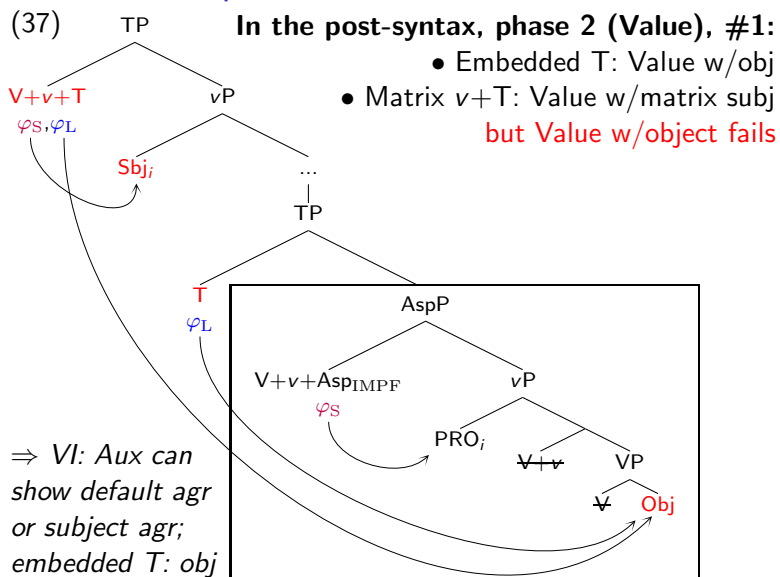 (37)
In the post-syntax, phase 2 (Value), #1:
• Embedded T: Value w/obj
• Matrix v+T: Value w/matrix subj
but Value w/object fails
TP
V+v+T
φS,φL
vP
Sbji
...
TP
T
φL
AspP
V+v+AspIMPF
φS
vP
PROi
V+v
VP
V
Obj
⇒ VI: Aux can
show default agr
or subject agr;
embedded T: obj